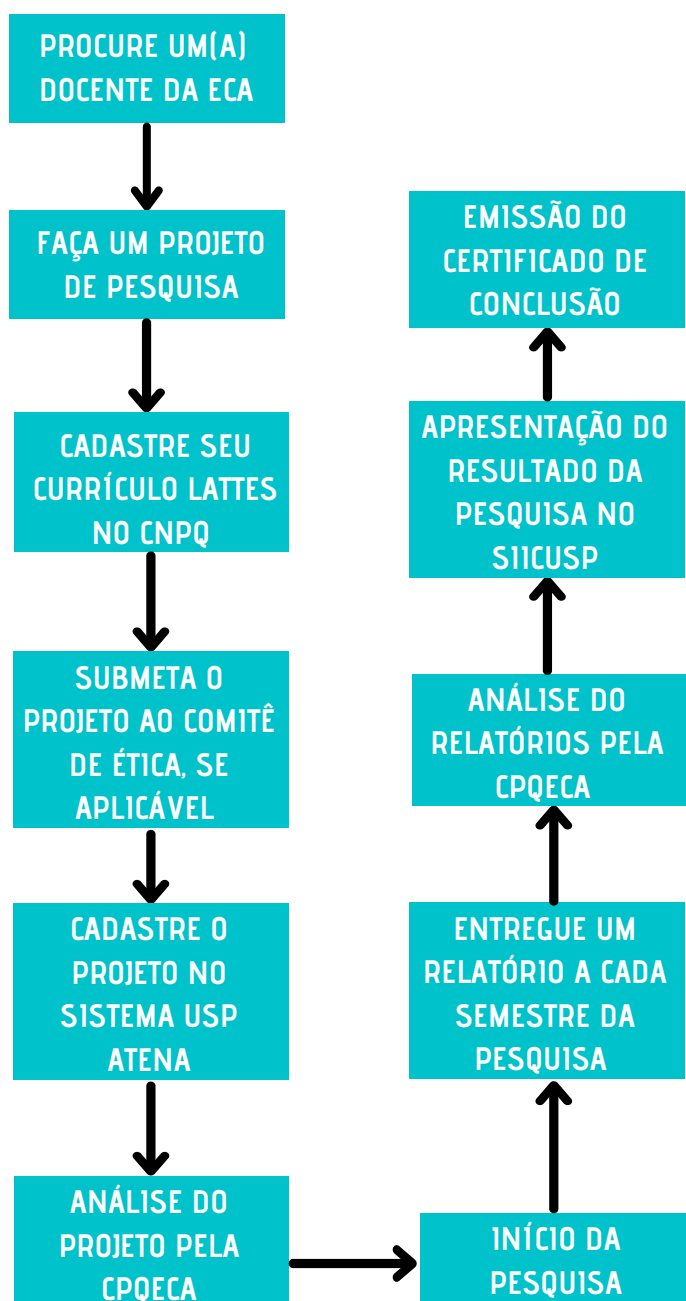 PROCURE UM(A)
DOCENTE DA ECA
FAÇA UM PROJETO
DE PESQUISA
CADASTRE SEU
CURRÍCULO LATTES
NO CNPQ
SUBMETA O
PROJETO AO COMITÊ
DE ÉTICA, SE
APLICÁVEL
CADASTRE O
PROJETO NO
SISTEMA USP
ATENA
ANÁLISE DO
PROJETO PELA
CPQECA
INÍCIO DA
PESQUISA
ENTREGUE UM
RELATÓRIO A CADA
SEMESTRE DA
PESQUISA
ANÁLISE DO
RELATÓRIOS PELA
CPQECA
APRESENTAÇÃO DO
RESULTADO DA
PESQUISA NO
SIICUSP
EMISSÃO DO
CERTIFICADO DE
CONCLUSÃO